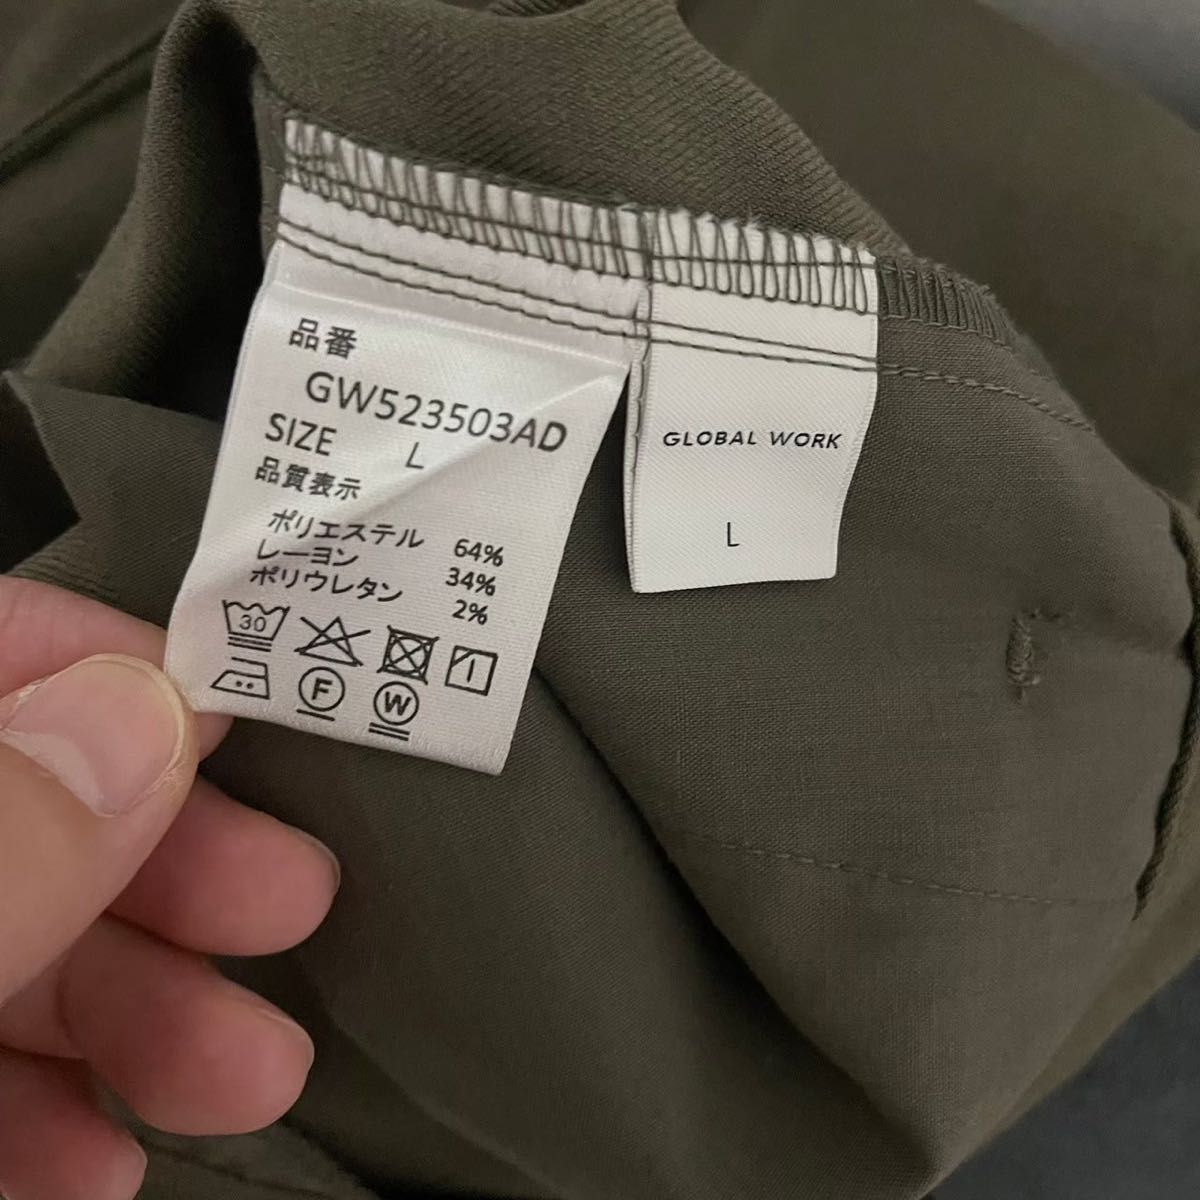 品番
GW523503AD
SIZE L
品質表示
ポリエステル 64%
レーヨン 34%
ポリウレタン 2%
30
F
W
GLOBAL WORK
L